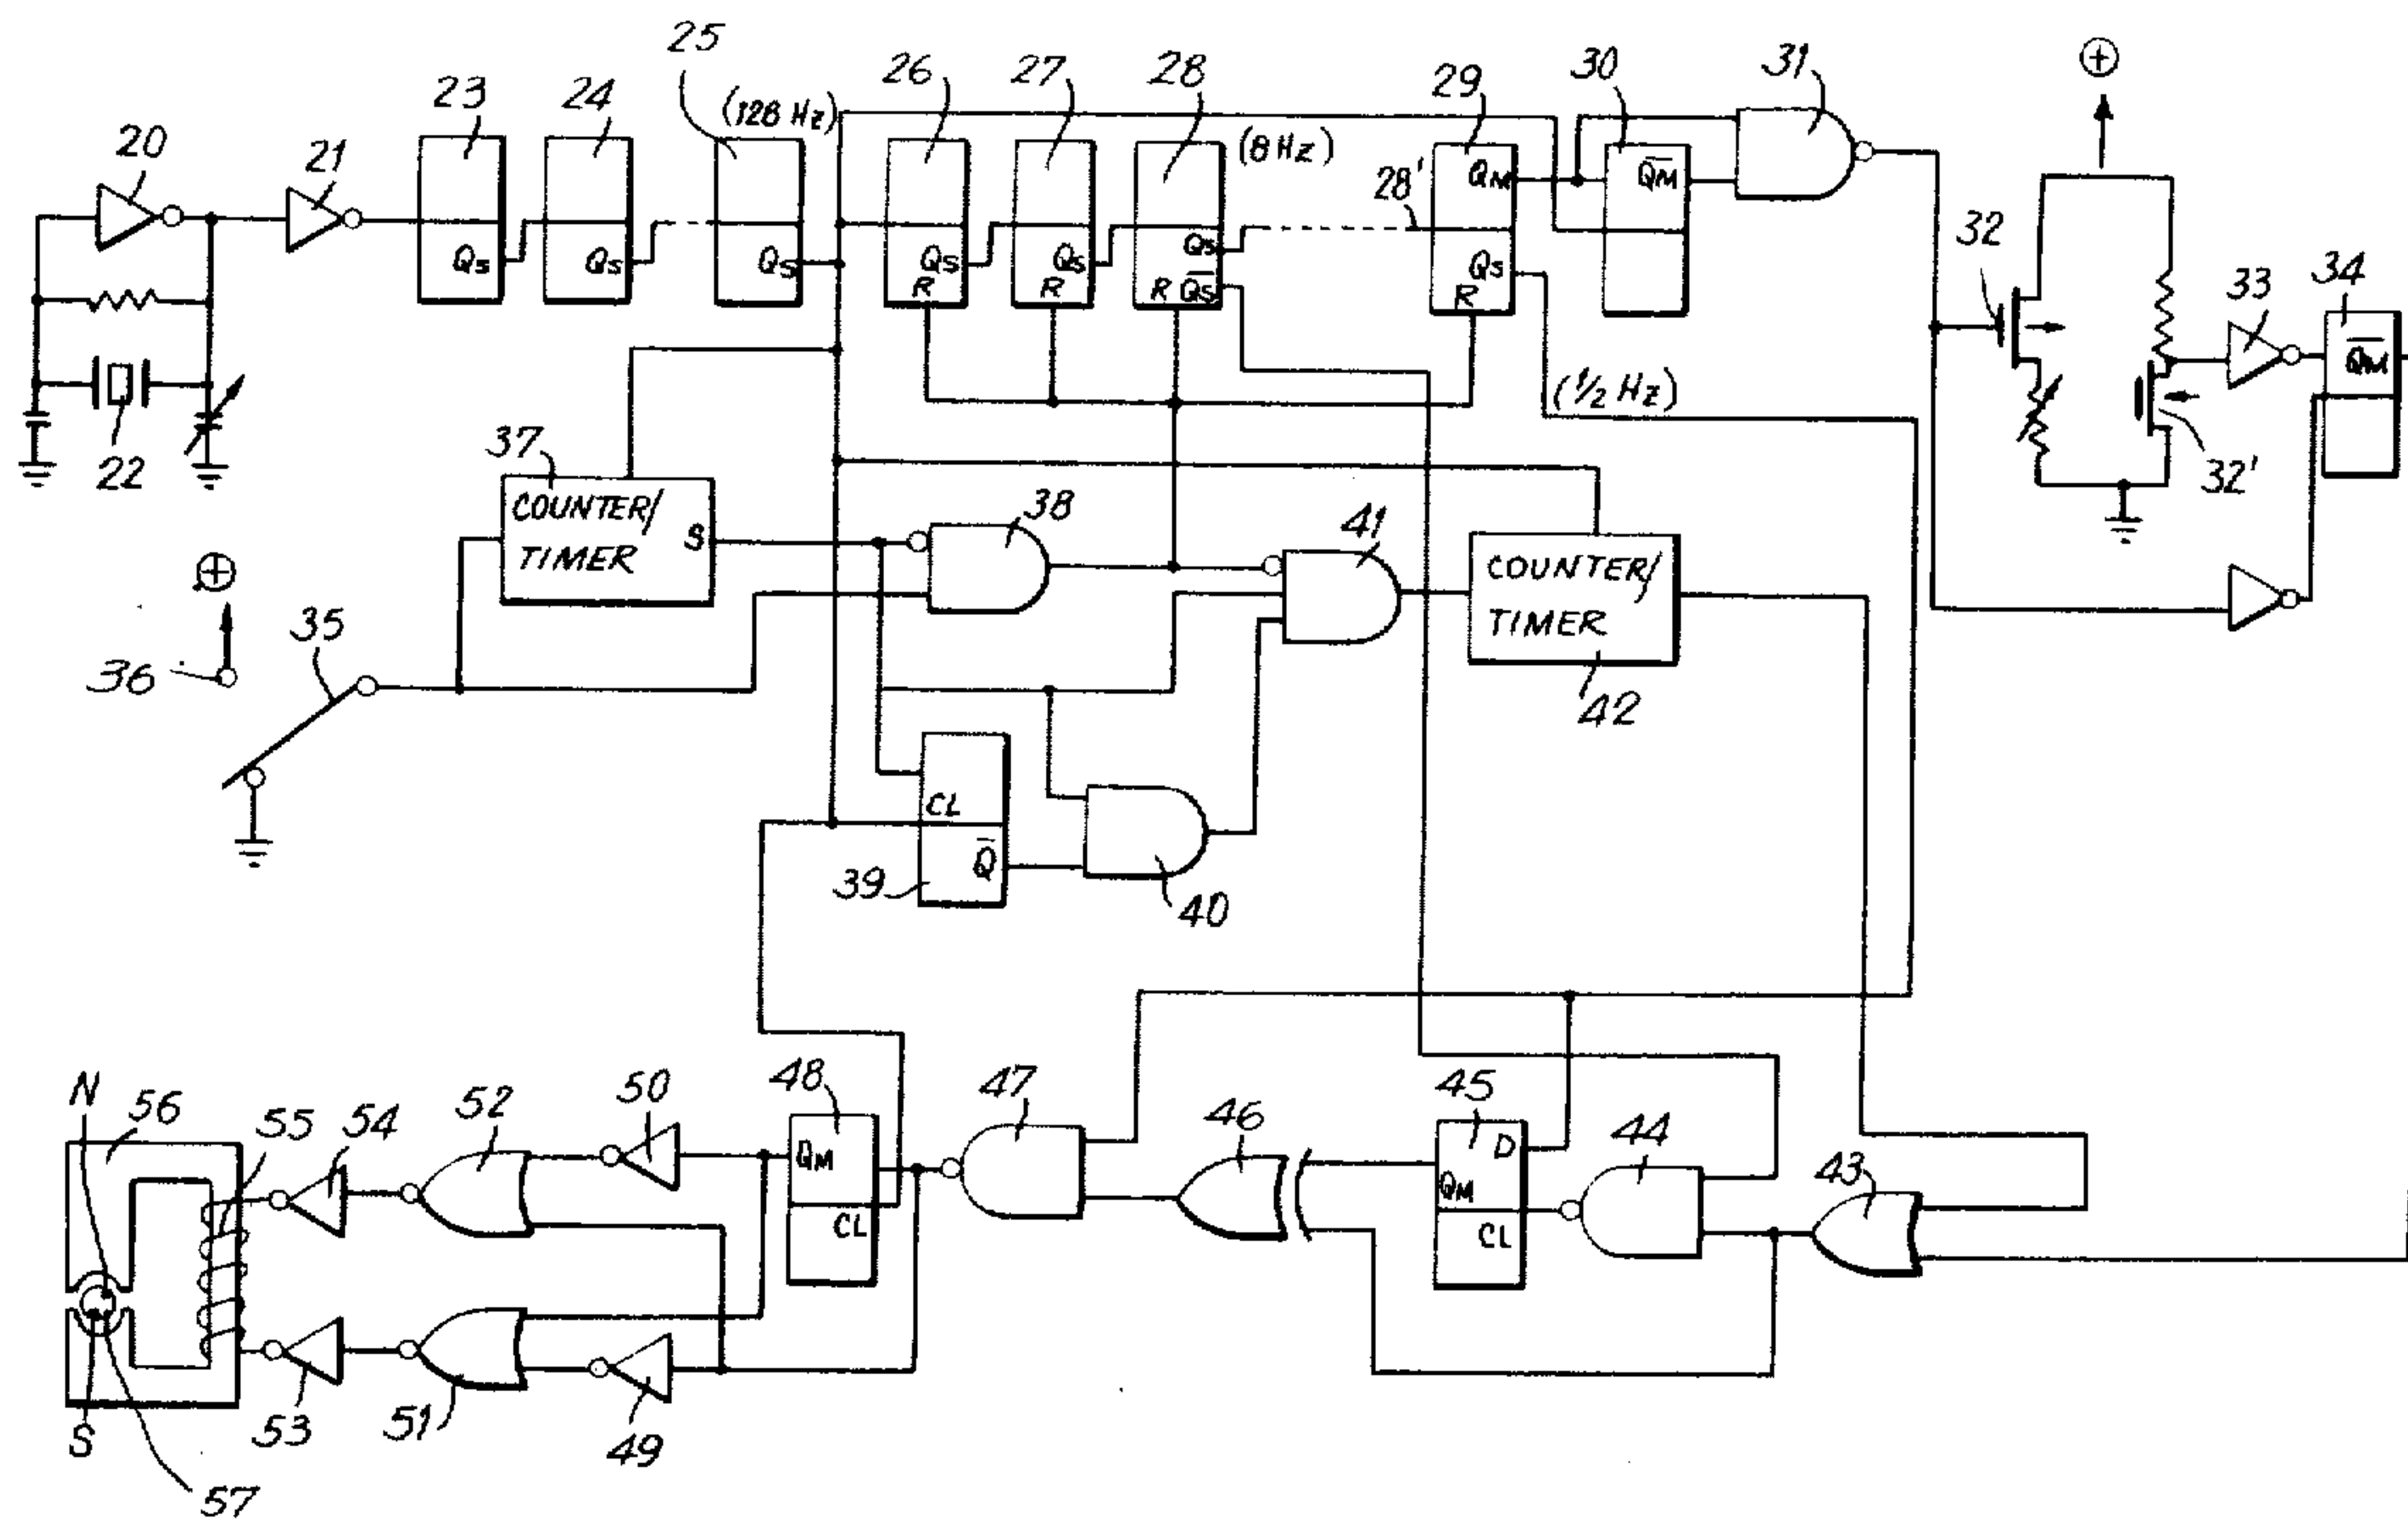 25
23
24
(128 Hz)
26
27
28
(8 Hz)
29
30
31
20
21
28'
QM
Q̅M̅
32
33
34
Qs
Qs
Qs
Qs
Qs
Qs
Q̅s̅
Qs
R
R
R
R
Q̅M̅
(1/2 Hz)
32'
22
37
COUNTER/
TIMER
S
38
41
COUNTER/
TIMER
42
35
36
CL
Q̅
39
40
N
56
55
54
52
50
48
47
46
45
44
43
QM
CL
D
QM
CL
S
53
51
49
57